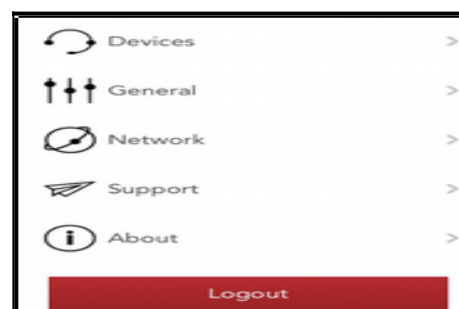 Devices >
General >
Network >
Support >
About >
Logout